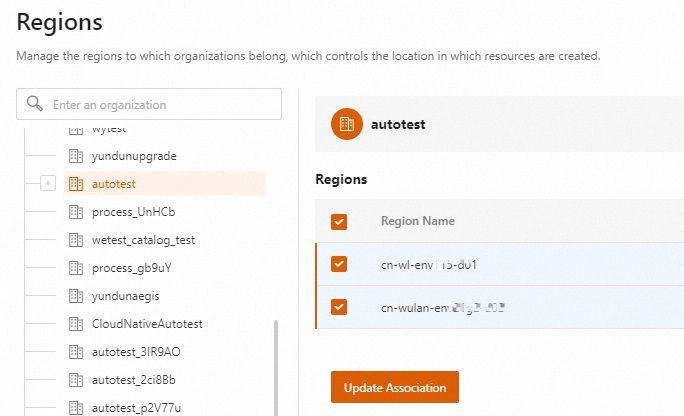 Regions
Manage the regions to which organizations belong, which controls the location in which resources are created.
Enter an organization
wytest
yundunupgrade
autotest
process_UnHCb
wetest_catalog_test
process_gb9uY
yundunaegis
CloudNativeAutotest
autotest_3IR9AO
autotest_2ci8Bb
autotest_p2V77u
autotest
Regions
Region Name
Update Association